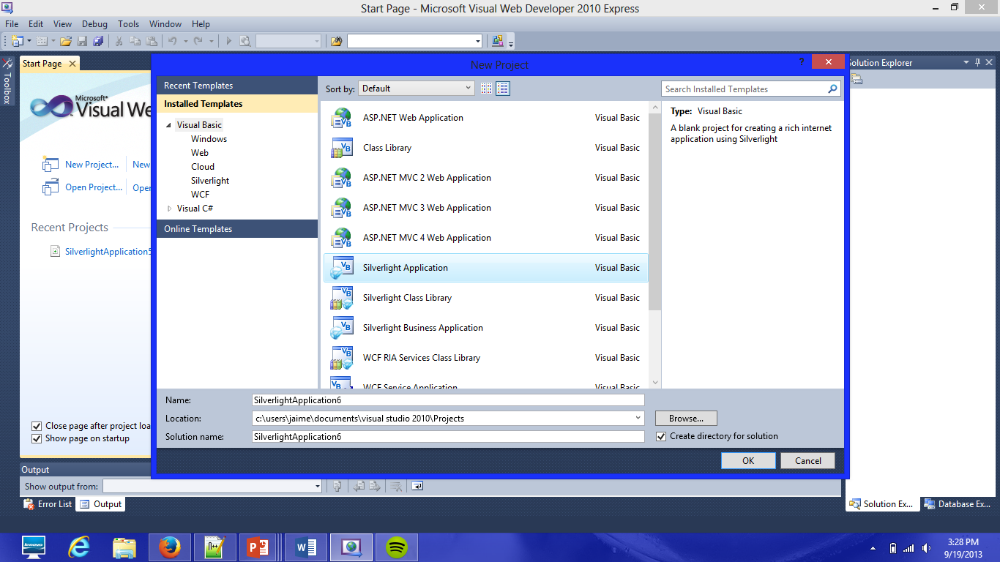 Start Page - Microsoft Visual Web Developer 2010 Express
File Edit View Debug Tools Window Help
Toolbox
Start Page
Microsoft®
Visual We
New Project... New
Open Project... Oper
Recent Projects
SilverlightApplication5
Close page after project loa
Show page on startup
New Project
?
Recent Templates
Installed Templates
Visual Basic
Windows
Web
Cloud
Silverlight
WCF
Visual C#
Online Templates
Sort by: Default
Search Installed Templates
ASP.NET Web Application Visual Basic
Class Library Visual Basic
ASP.NET MVC 2 Web Application Visual Basic
ASP.NET MVC 3 Web Application Visual Basic
ASP.NET MVC 4 Web Application Visual Basic
Silverlight Application Visual Basic
Silverlight Class Library Visual Basic
Silverlight Business Application Visual Basic
WCF RIA Services Class Library Visual Basic
WCF Service Application Visual Basic
Type: Visual Basic
A blank project for creating a rich internet
application using Silverlight
Name: SilverlightApplication6
Location: c:\users\jaime\documents\visual studio 2010\Projects
Browse...
Solution name: SilverlightApplication6
Create directory for solution
OK Cancel
Solution Explorer
Output
Show output from:
Error List Output
Solution Ex... Database Ex...
lenovo
3:28 PM
9/19/2013